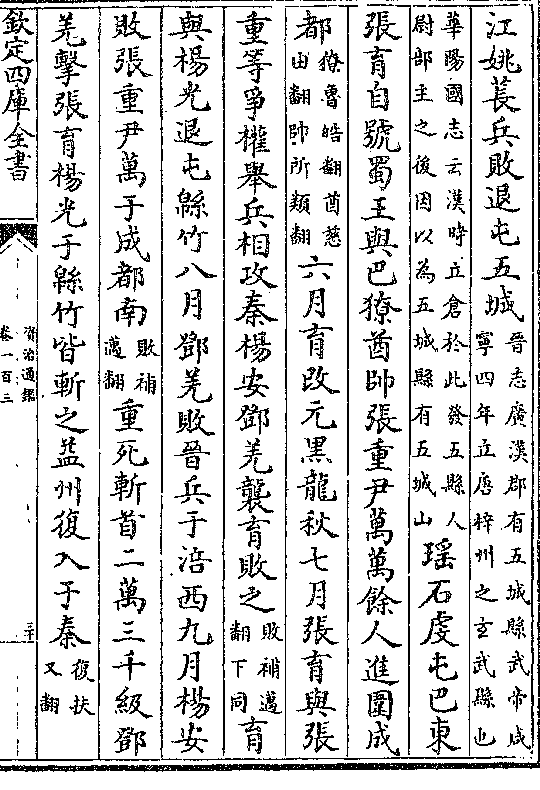 江姚萇兵敗退屯五城晉志廣漢郡有五城縣武帝咸寧四年立唐梓州之玄武縣也
華陽國志云漢時立倉於此發五縣人尉部主之後因以為五城縣有五城山瑶石虔屯巴東
張育自號蜀王與巴獠酋帥張重尹萬萬餘人進圍成
都獠魯皓翻酋慈由翻帥所類翻六月育改元黑龍秋七月張育與張
重等爭權舉兵相攻秦楊安鄧羌襲育敗之敗補邁翻下同育
與楊光退屯緜竹八月鄧羌敗晉兵于涪西九月楊安
敗張重尹萬于成都南敗補邁翻重死斬首二萬三千級鄧
羌擊張育楊光于緜竹皆斬之益州復入于秦復扶又翻
欽定四庫全書
資治通鑑
卷一百三
三十